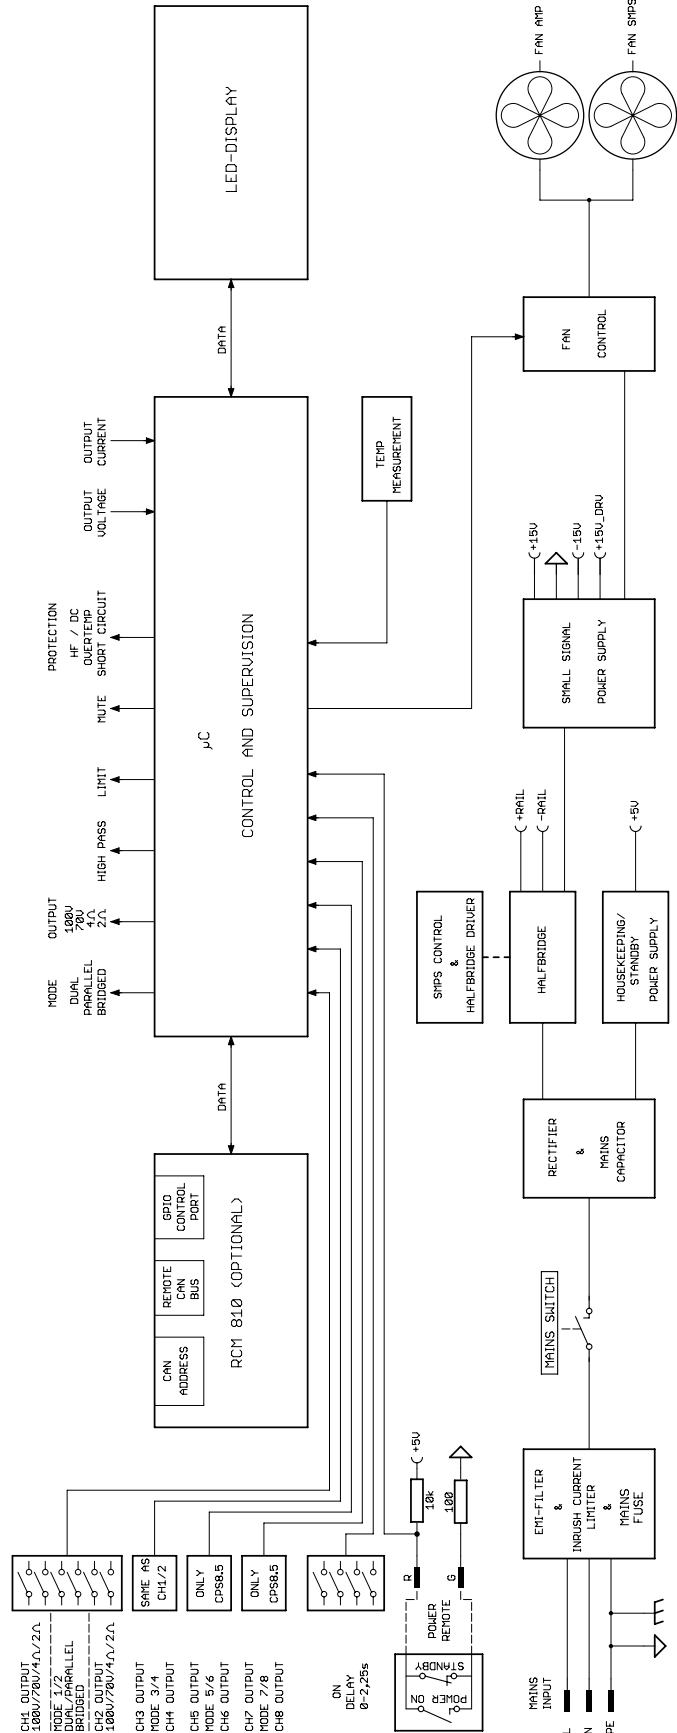 FAN AMP
FAN SMPS
LED-DISPLAY
DATA
FAN
CONTROL
OUTPUT
CURRENT
OUTPUT
VOLTAGE
PROTECTION
HF / DC
OVERTEMP
SHORT CIRCUIT
MUTE
LIMIT
HIGH PASS
OUTPUT
100V
70V
4Ω
2Ω
MODE
DUAL
PARALLEL
BRIDGED
µC
CONTROL AND SUPERVISION
TEMP
MEASUREMENT
+15V
-15V
+15V_DRV
SMALL SIGNAL
POWER SUPPLY
+RAIL
-RAIL
+5V
SMPS CONTROL
&
HALFBRIDGE DRIVER
HALFBRIDGE
HOUSEKEEPING/
STANDBY
POWER SUPPLY
DATA
RECTIFIER
&
MAINS
CAPACITOR
GPIO
CONTROL
PORT
REMOTE
CAN
BUS
CAN
ADDRESS
RCM 810 (OPTIONAL)
MAINS SWITCH
+5V
10k
100
EMI-FILTER
&
INRUSH CURRENT
LIMITER
&
MAINS
FUSE
SAME AS
CH1/2
ONLY
CPS8.5
ONLY
CPS8.5
R
G
POWER
REMOTE
POWER ON
STANDBY
CH1 OUTPUT
100V/70V/4Ω/2Ω
MODE 1/2
DUAL/PARALLEL
BRIDGED
CH2 OUTPUT
100V/70V/4Ω/2Ω
CH3 OUTPUT
MODE 3/4
CH4 OUTPUT
CH5 OUTPUT
MODE 5/6
CH6 OUTPUT
CH7 OUTPUT
MODE 7/8
CH8 OUTPUT
ON
DELAY
0-2,25s
MAINS
INPUT
L
N
PE